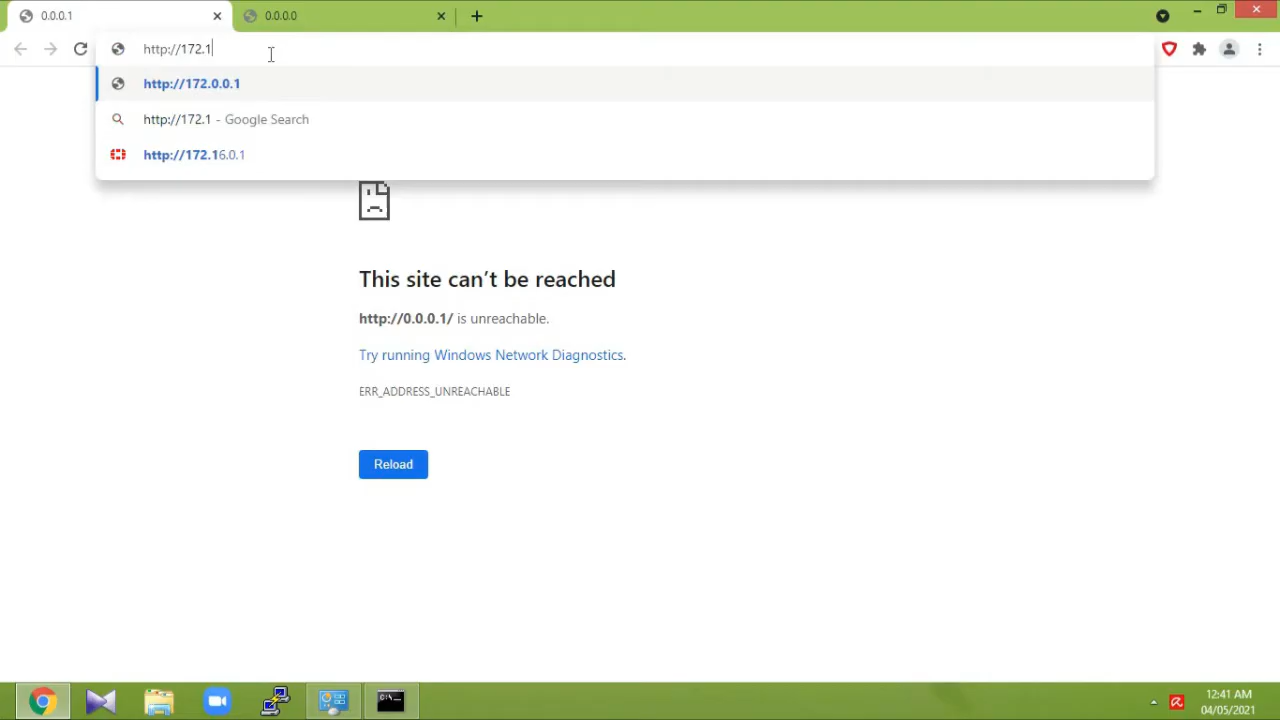 0.0.0.1
0.0.0.0
http://172.1
http://172.0.0.1
http://172.1 - Google Search
http://172.16.0.1
This site can't be reached
http://0.0.0.1/ is unreachable.
Try running Windows Network Diagnostics.
ERR_ADDRESS_UNREACHABLE
Reload
C:\.
12:41 AM
04/05/2021